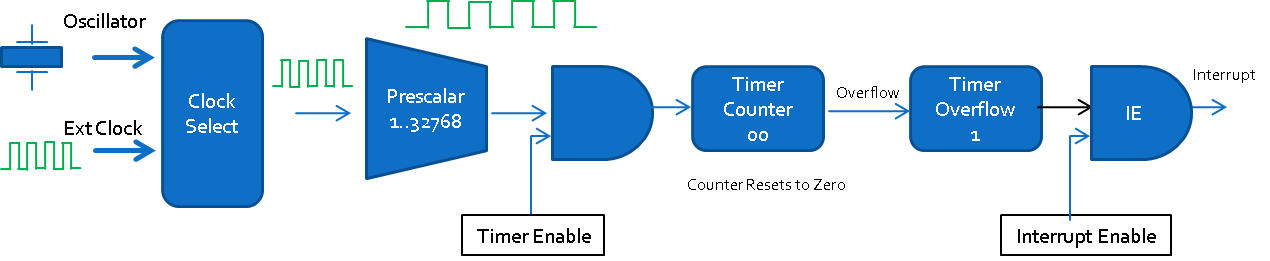 Oscillator
Ext Clock
Clock
Select
Prescalar
1..32768
Timer Enable
Timer
Counter
00
Counter Resets to Zero
Overflow
Timer
Overflow
1
IE
Interrupt Enable
Interrupt